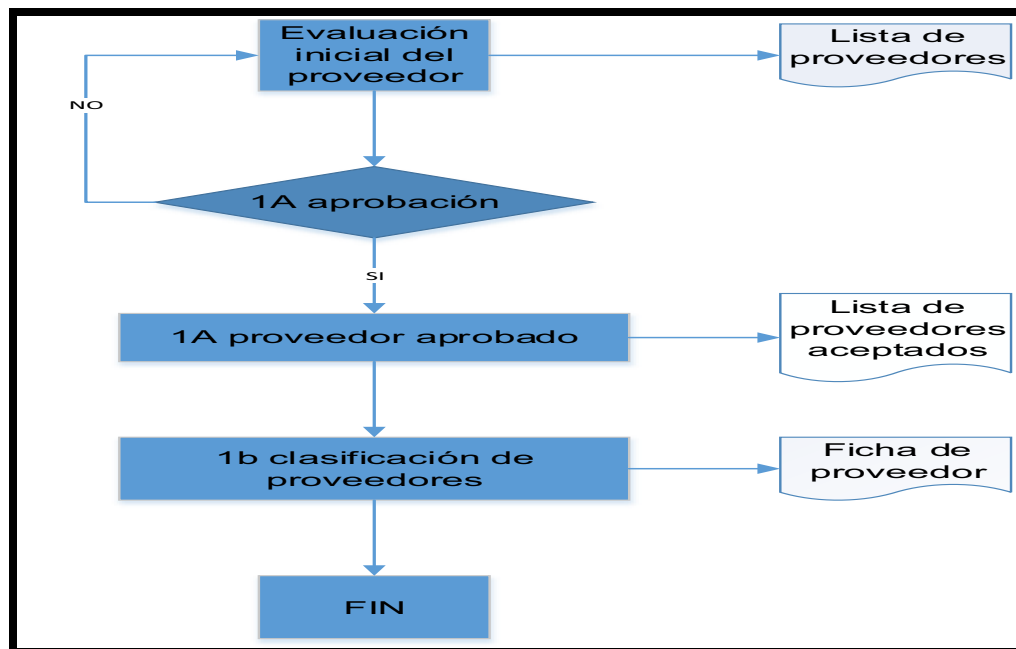 Evaluación
inicial del
proveedor
Lista de
proveedores
NO
1A aprobación
SI
1A proveedor aprobado
Lista de
proveedores
aceptados
1b clasificación de
proveedores
Ficha de
proveedor
FIN